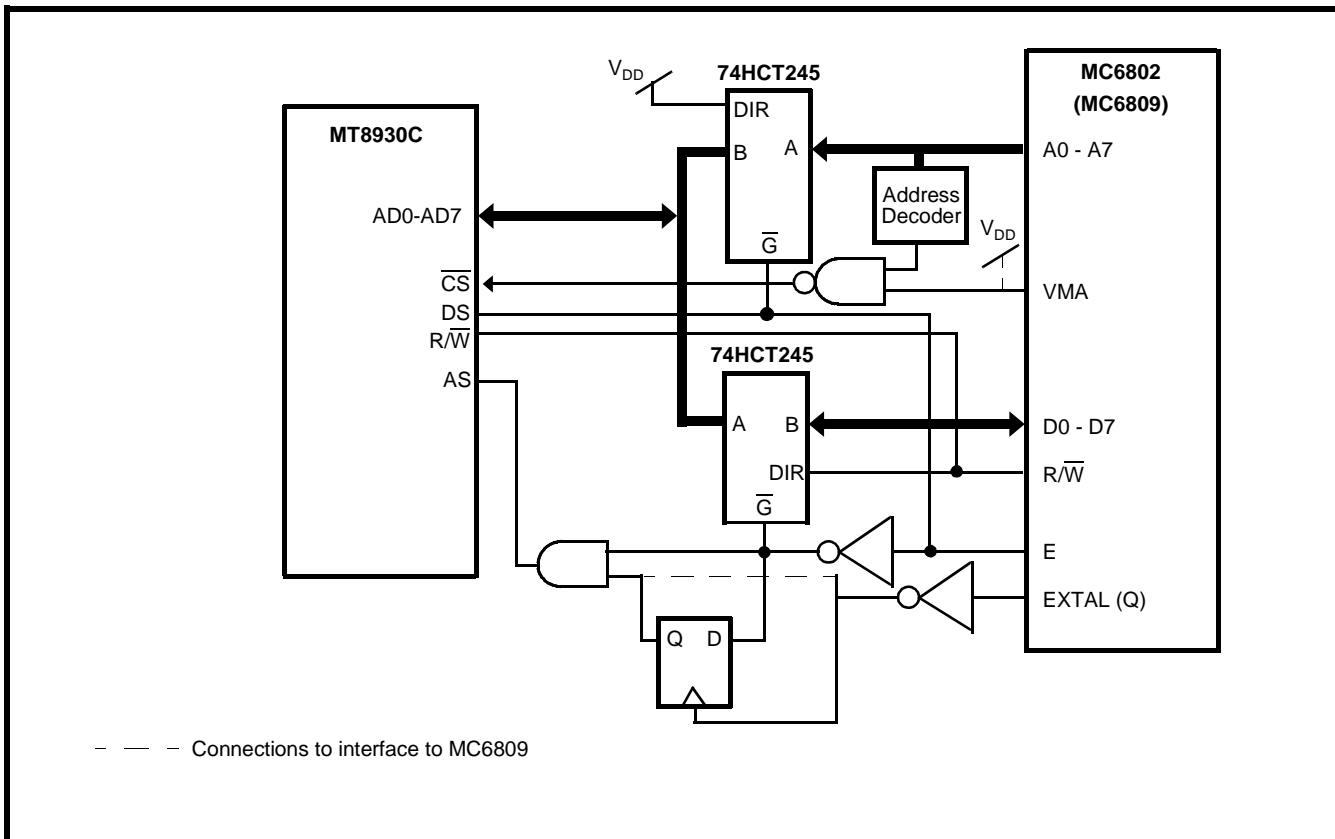 V_DD
74HCT245
MC6802
(MC6809)
MT8930C
DIR
B
A
A0 - A7
AD0-AD7
Address
Decoder
V_DD
G̅
C̅S̅
VMA
DS
R/W̅
74HCT245
AS
A
B
D0 - D7
DIR
R/W̅
G̅
E
EXTAL (Q)
Q
D
Connections to interface to MC6809